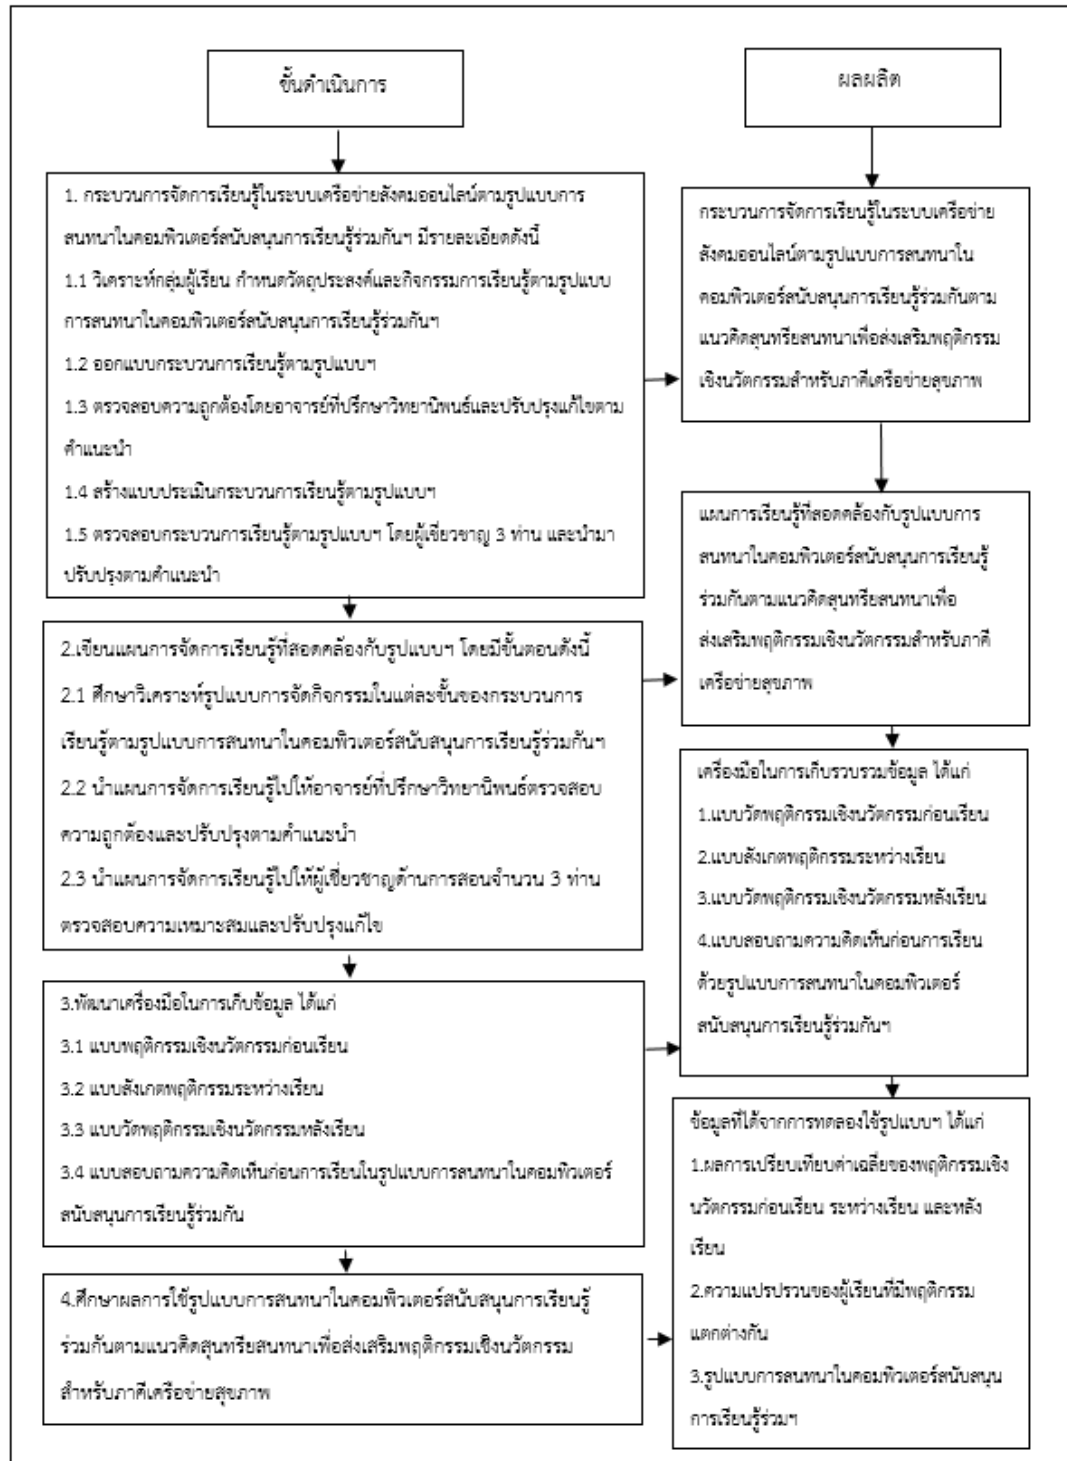 ขั้นดำเนินการ
1. กระบวนการจัดการเรียนรู้ในระบบเครือข่ายสังคมออนไลน์ตามรูปแบบการ
สนทนาในคอมพิวเตอร์สนับสนุนการเรียนรู้ร่วมกันฯ มีรายละเอียดดังนี้
1.1 วิเคราะห์กลุ่มผู้เรียน กำหนดวัตถุประสงค์และกิจกรรมการเรียนรู้ตามรูปแบบ
การสนทนาในคอมพิวเตอร์สนับสนุนการเรียนรู้ร่วมกันฯ
1.2 ออกแบบกระบวนการเรียนรู้ตามรูปแบบฯ
1.3 ตรวจสอบความถูกต้องโดยอาจารย์ที่ปรึกษาวิทยานิพนธ์และปรับปรุงแก้ไขตาม
คำแนะนำ
1.4 สร้างแบบประเมินกระบวนการเรียนรู้ตามรูปแบบฯ
1.5 ตรวจสอบกระบวนการเรียนรู้ตามรูปแบบฯ โดยผู้เชี่ยวชาญ 3 ท่าน และนำมา
ปรับปรุงตามคำแนะนำ
2.เขียนแผนการจัดการเรียนรู้ที่สอดคล้องกับรูปแบบฯ โดยมีขั้นตอนดังนี้
2.1 ศึกษาวิเคราะห์รูปแบบการจัดกิจกรรมในแต่ละขั้นของกระบวนการ
เรียนรู้ตามรูปแบบการสนทนาในคอมพิวเตอร์สนับสนุนการเรียนรู้ร่วมกันฯ
2.2 นำแผนการจัดการเรียนรู้ไปให้อาจารย์ที่ปรึกษาวิทยานิพนธ์ตรวจสอบ
ความถูกต้องและปรับปรุงตามคำแนะนำ
2.3 นำแผนการจัดการเรียนรู้ไปให้ผู้เชี่ยวชาญด้านการสอนจำนวน 3 ท่าน
ตรวจสอบความเหมาะสมและปรับปรุงแก้ไข
3.พัฒนาเครื่องมือในการเก็บข้อมูล ได้แก่
3.1 แบบพฤติกรรมเชิงนวัตกรรมก่อนเรียน
3.2 แบบสังเกตพฤติกรรมระหว่างเรียน
3.3 แบบวัดพฤติกรรมเชิงนวัตกรรมหลังเรียน
3.4 แบบสอบถามความคิดเห็นก่อนการเรียนในรูปแบบการสนทนาในคอมพิวเตอร์
สนับสนุนการเรียนรู้ร่วมกัน
4.ศึกษาผลการใช้รูปแบบการสนทนาในคอมพิวเตอร์สนับสนุนการเรียนรู้
ร่วมกันตามแนวคิดสุนทรียสนทนาเพื่อส่งเสริมพฤติกรรมเชิงนวัตกรรม
สำหรับภาคีเครือข่ายสุขภาพ
ผลผลิต
กระบวนการจัดการเรียนรู้ในระบบเครือข่าย
สังคมออนไลน์ตามรูปแบบการสนทนาใน
คอมพิวเตอร์สนับสนุนการเรียนรู้ร่วมกันตาม
แนวคิดสุนทรียสนทนาเพื่อส่งเสริมพฤติกรรม
เชิงนวัตกรรมสำหรับภาคีเครือข่ายสุขภาพ
แผนการเรียนรู้ที่สอดคล้องกับรูปแบบการ
สนทนาในคอมพิวเตอร์สนับสนุนการเรียนรู้
ร่วมกันตามแนวคิดสุนทรียสนทนาเพื่อ
ส่งเสริมพฤติกรรมเชิงนวัตกรรมสำหรับภาคี
เครือข่ายสุขภาพ
เครื่องมือในการเก็บรวบรวมข้อมูล ได้แก่
1.แบบวัดพฤติกรรมเชิงนวัตกรรมก่อนเรียน
2.แบบสังเกตพฤติกรรมระหว่างเรียน
3.แบบวัดพฤติกรรมเชิงนวัตกรรมหลังเรียน
4.แบบสอบถามความคิดเห็นก่อนการเรียน
ด้วยรูปแบบการสนทนาในคอมพิวเตอร์
สนับสนุนการเรียนรู้ร่วมกันฯ
ข้อมูลที่ได้จากการทดลองใช้รูปแบบฯ ได้แก่
1.ผลการเปรียบเทียบค่าเฉลี่ยของพฤติกรรมเชิง
นวัตกรรมก่อนเรียน ระหว่างเรียน และหลัง
เรียน
2.ความแปรปรวนของผู้เรียนที่มีพฤติกรรม
แตกต่างกัน
3.รูปแบบการสนทนาในคอมพิวเตอร์สนับสนุน
การเรียนรู้ร่วมฯ